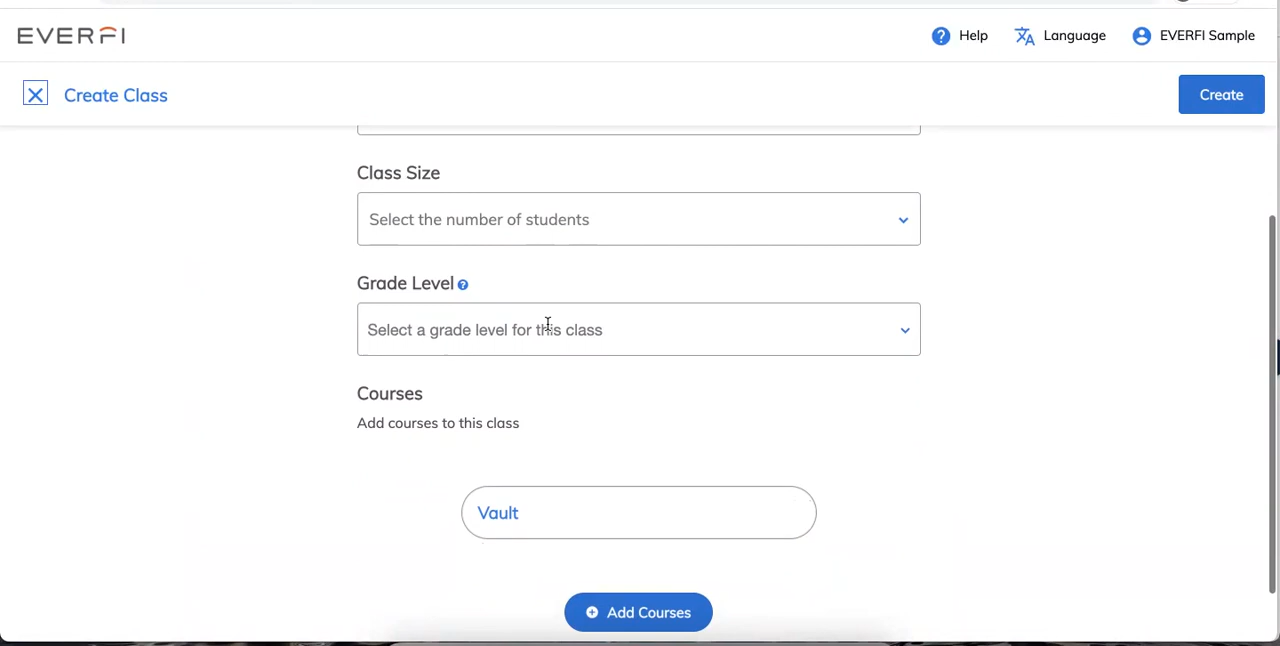 EVERFI
Help
Language
EVERFI Sample
Create Class
Create
Class Size
Select the number of students
Grade Level
Select a grade level for this class
Courses
Add courses to this class
Vault
Add Courses